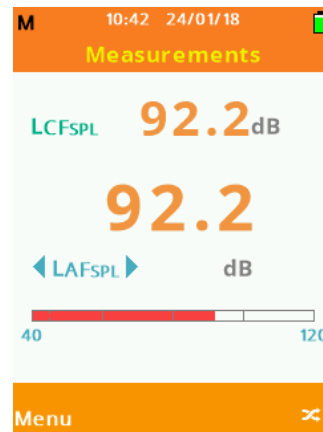 M 10:42 24/01/18
Measurements
LCFSPL 92.2dB
92.2
LAFSPL dB
40 120
Menu